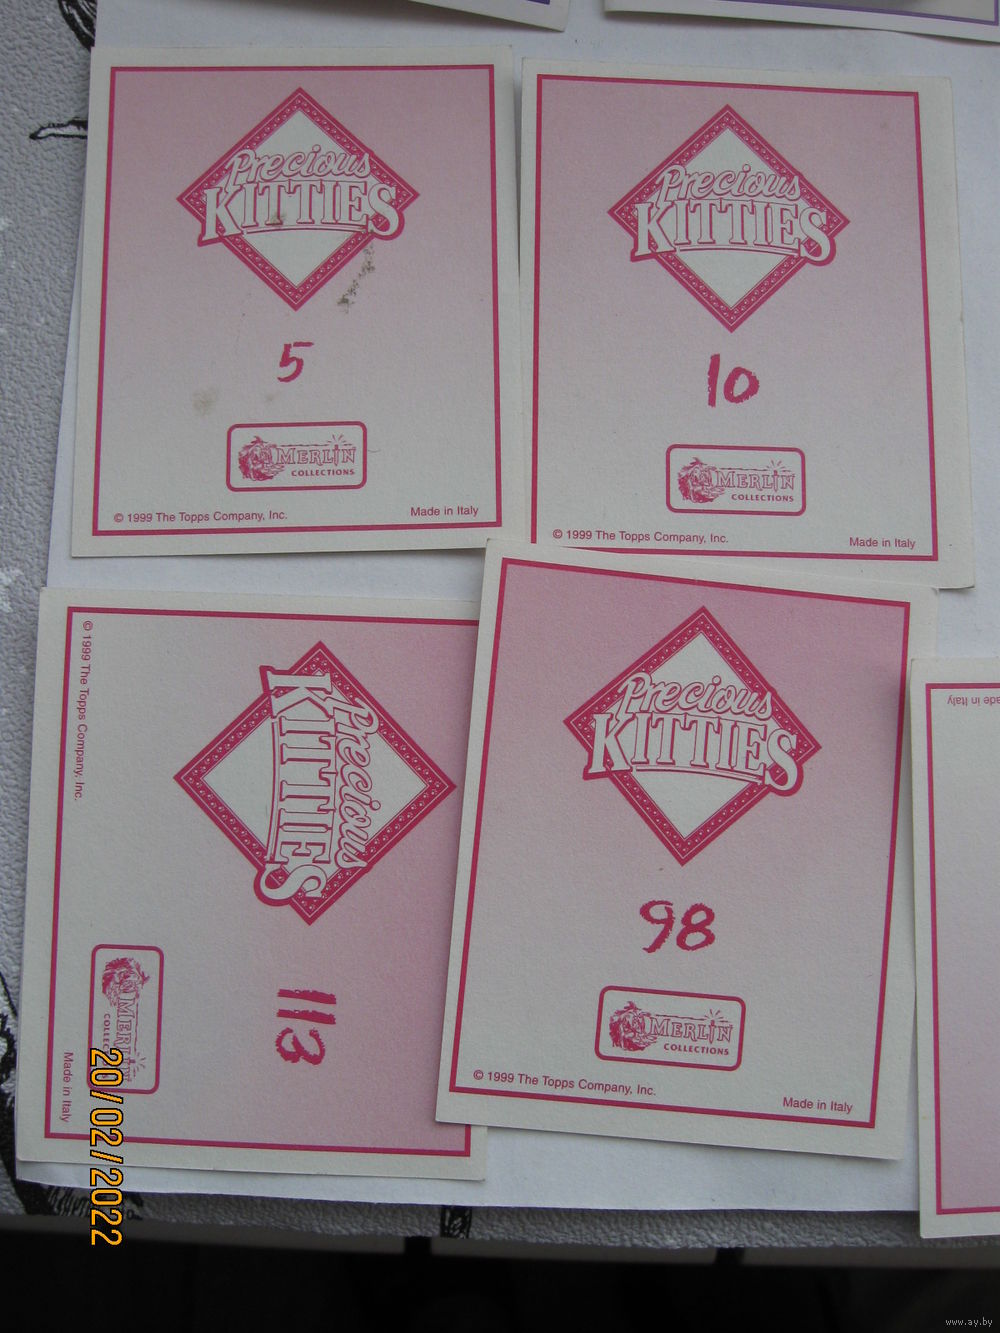 Precious
KITTIES
5
MERLIN
COLLECTIONS
© 1999 The Topps Company, Inc.
Made in Italy
Precious
KITTIES
10
MERLIN
COLLECTIONS
© 1999 The Topps Company, Inc.
Made in Italy
Precious
KITTIES
113
MERLIN
© 1999 The Topps Company, Inc.
Made in Italy
Precious
KITTIES
98
MERLIN
COLLECTIONS
© 1999 The Topps Company, Inc.
Made in Italy
in Italy
20/02/2022
www.ay.by